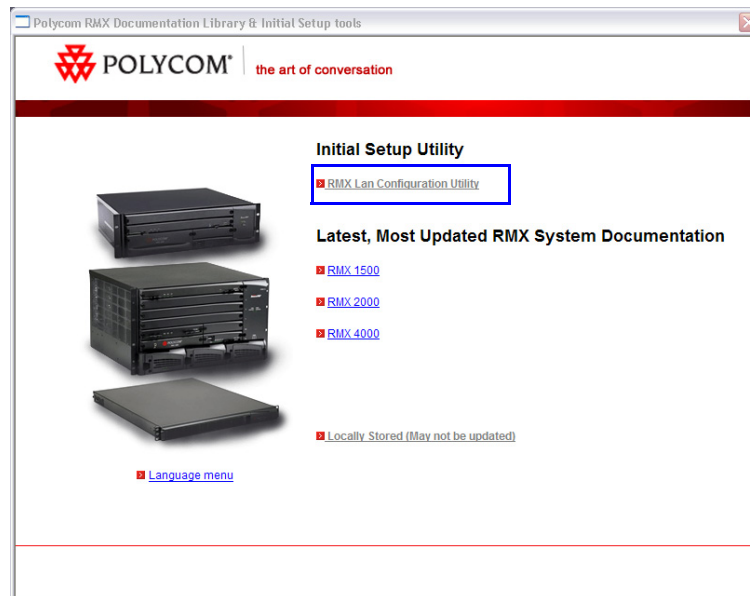 Polycom RMX Documentation Library & Initial Setup tools
POLYCOM® the art of conversation
Initial Setup Utility
RMX Lan Configuration Utility
Latest, Most Updated RMX System Documentation
RMX 1500
RMX 2000
RMX 4000
Locally Stored (May not be updated)
Language menu